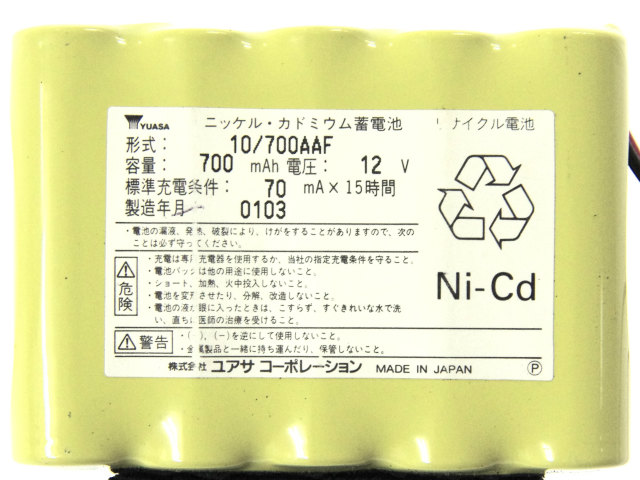 YUASA ニッケル・カドミウム蓄電池 リサイクル電池
形式: 10/700AAF
容量: 700 mAh 電圧: 12 V
標準充電条件: 70 mA×15時間
製造年月 0103
・電池の漏液、発熱、破裂により、けがをすることがありますので、次の
ことは必ず守ってください。
・充電は専用充電器を使用するか、当社の指定充電条件を守ること。
・電池パックは他の用途に使用しないこと。
・ショート、加熱、火中投入しないこと。
危険
・電池を変形させたり、分解、改造しないこと。
・電池の液が眼に入ったときは、こすらず、すぐきれいな水で洗
い、直ちに医師の治療を受けること。
警告
・(+)、(−)を逆にして使用しないこと。
・金属製品と一緒に持ち運んだり、保管しないこと。
株式会社 ユアサ コーポレーション MADE IN JAPAN P
Ni-Cd